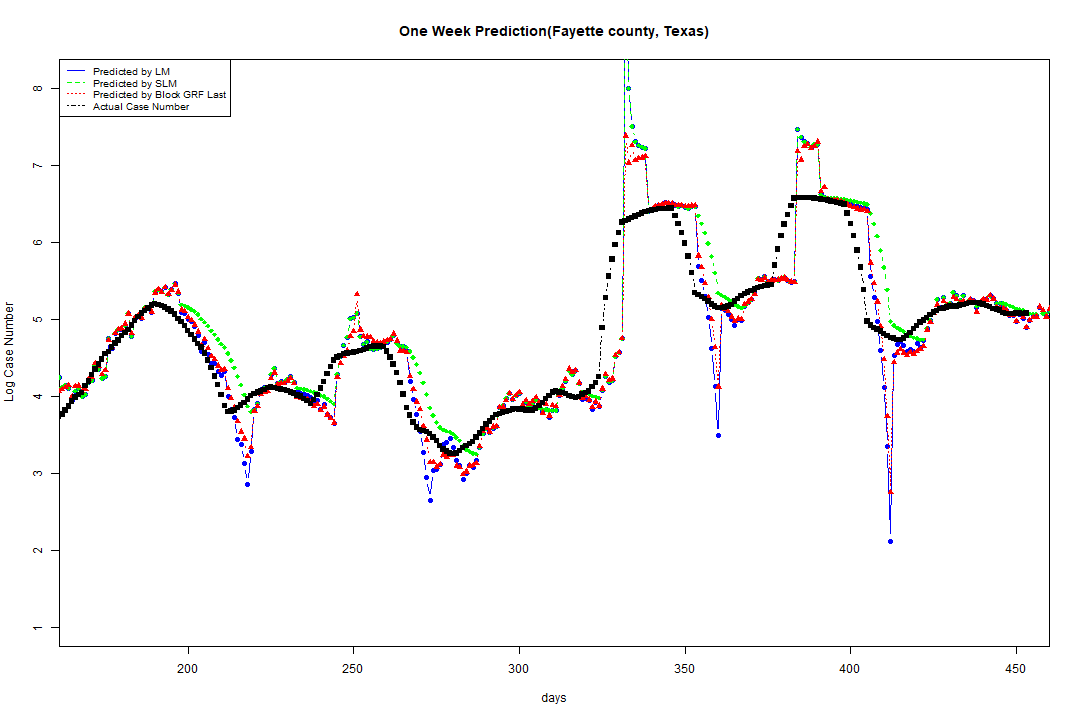 One Week Prediction(Fayette county, Texas)
Predicted by LM
Predicted by SLM
Predicted by Block GRF Last
Actual Case Number
8
7
6
5
4
3
2
1
Log Case Number
200
250
300
350
400
450
days